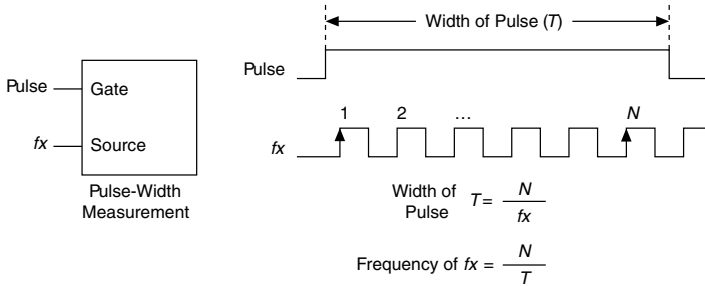 Width of Pulse (T)
Pulse
Gate
fx
Source
Pulse-Width
Measurement
Pulse
1 2 ... N
fx
Width of
Pulse
T = N
fx
Frequency of fx = N
T